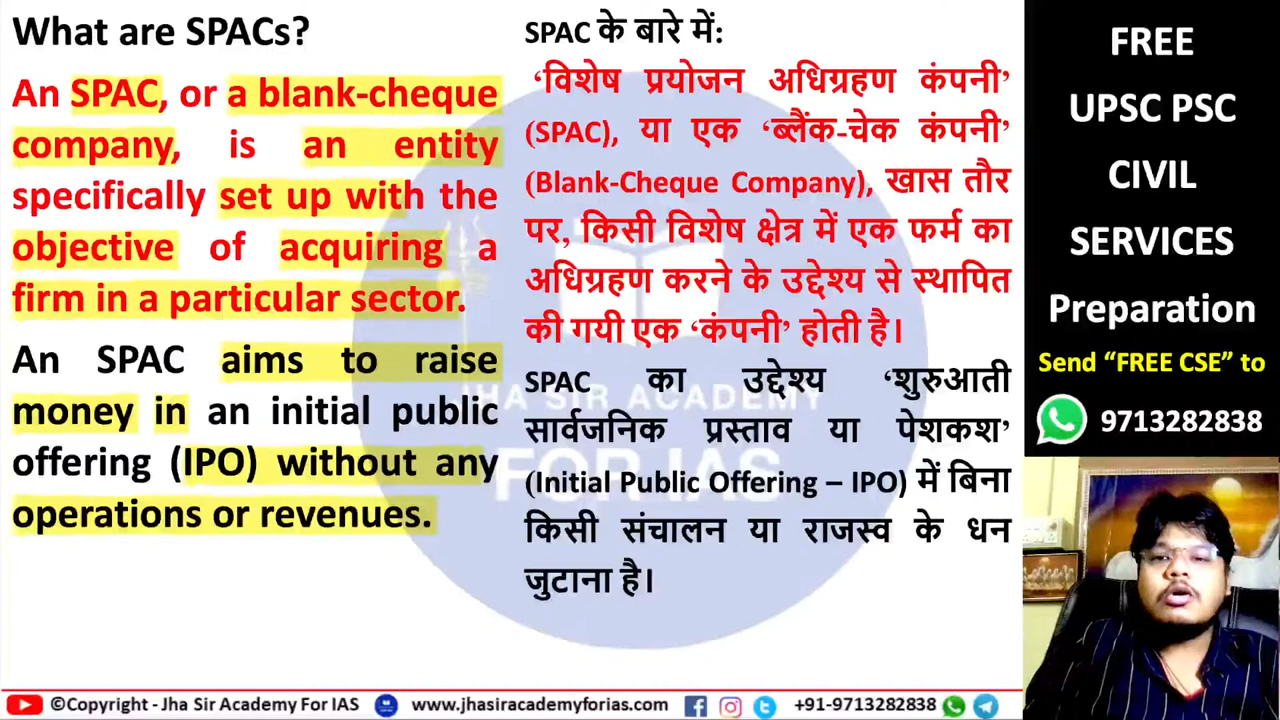 What are SPACs?
An SPAC, or a blank-cheque
company, is an entity
specifically set up with the
objective of acquiring a
firm in a particular sector.
An SPAC aims to raise
money in an initial public
offering (IPO) without any
operations or revenues.
SPAC के बारे में:
‘विशेष प्रयोजन अधिग्रहण कंपनी’
(SPAC), या एक ‘ब्लैंक-चेक कंपनी’
(Blank-Cheque Company), खास तौर
पर, किसी विशेष क्षेत्र में एक फर्म का
अधिग्रहण करने के उद्देश्य से स्थापित
की गयी एक ‘कंपनी’ होती है।
SPAC का उद्देश्य ‘शुरुआती
सार्वजनिक प्रस्ताव या पेशकश’
(Initial Public Offering – IPO) में बिना
किसी संचालन या राजस्व के धन
जुटाना है।
JHA SIR ACADEMY
FOR IAS
FREE
UPSC PSC
CIVIL
SERVICES
Preparation
Send “FREE CSE” to
9713282838
©Copyright - Jha Sir Academy For IAS www.jhasiracademyforias.com +91-9713282838